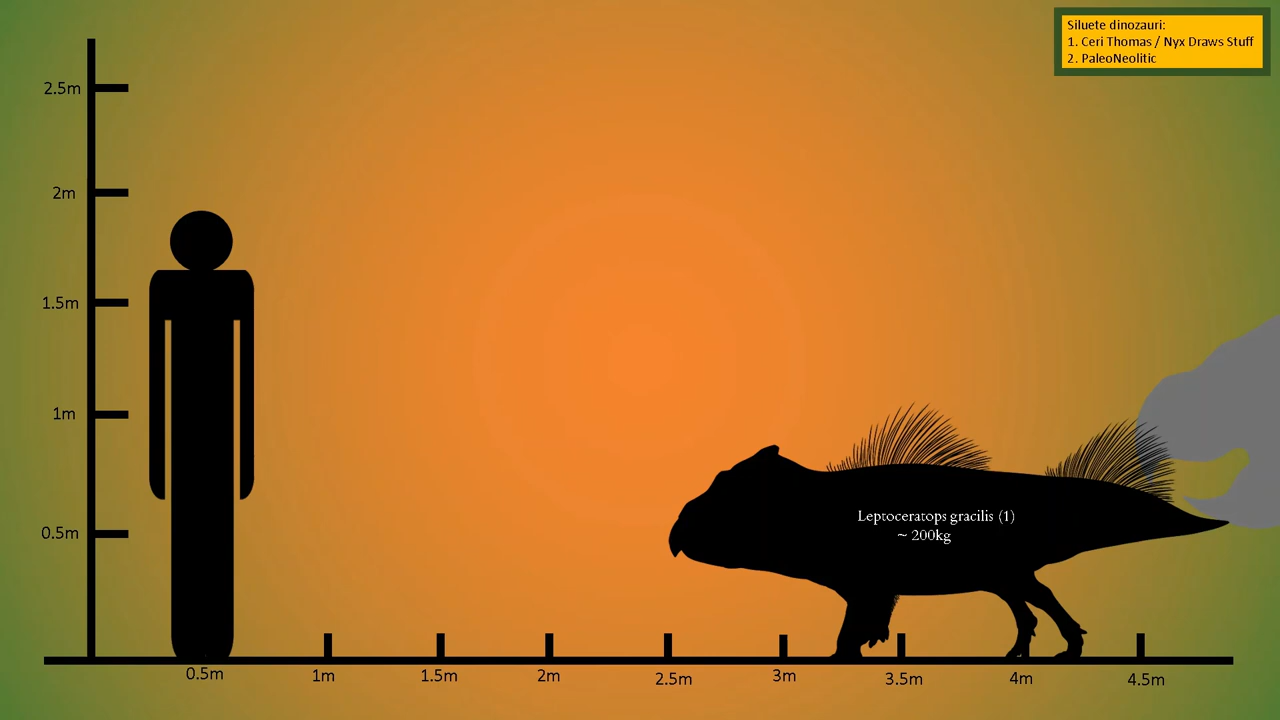 Siluete dinozauri:
1. Ceri Thomas / Nyx Draws Stuff
2. PaleoNeolitic
2.5m
2m
1.5m
1m
0.5m
Leptoceratops gracilis (1)
~ 200kg
0.5m
1m
1.5m
2m
2.5m
3m
3.5m
4m
4.5m